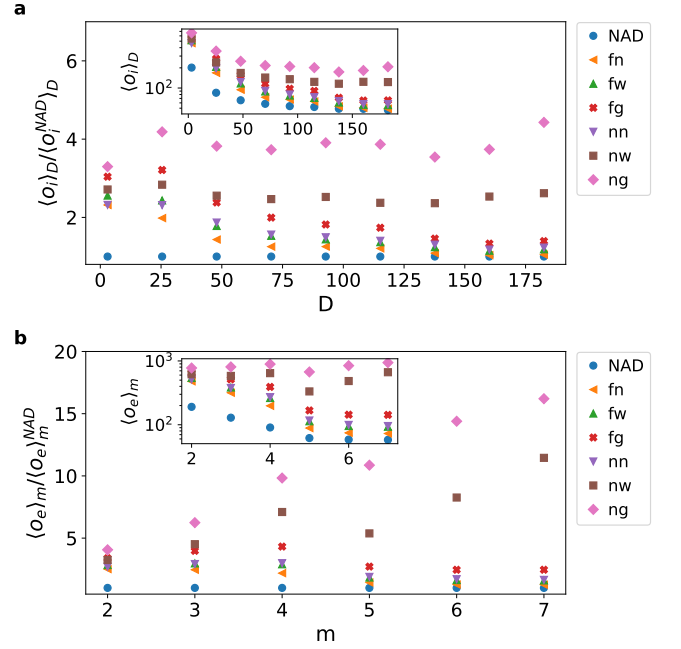 a
⟨o_i⟩_D/⟨o_i^NAD⟩_D
6
4
2
0 25 50 75 100 125 150 175
D
⟨o_i⟩_D
10^2
0 50 100 150
NAD
fn
fw
fg
nn
nw
ng
b
⟨o_e⟩_m/⟨o_e⟩_m^NAD
20
15
10
5
2 3 4 5 6 7
m
⟨o_e⟩_m
10^3
10^2
2 4 6
NAD
fn
fw
fg
nn
nw
ng